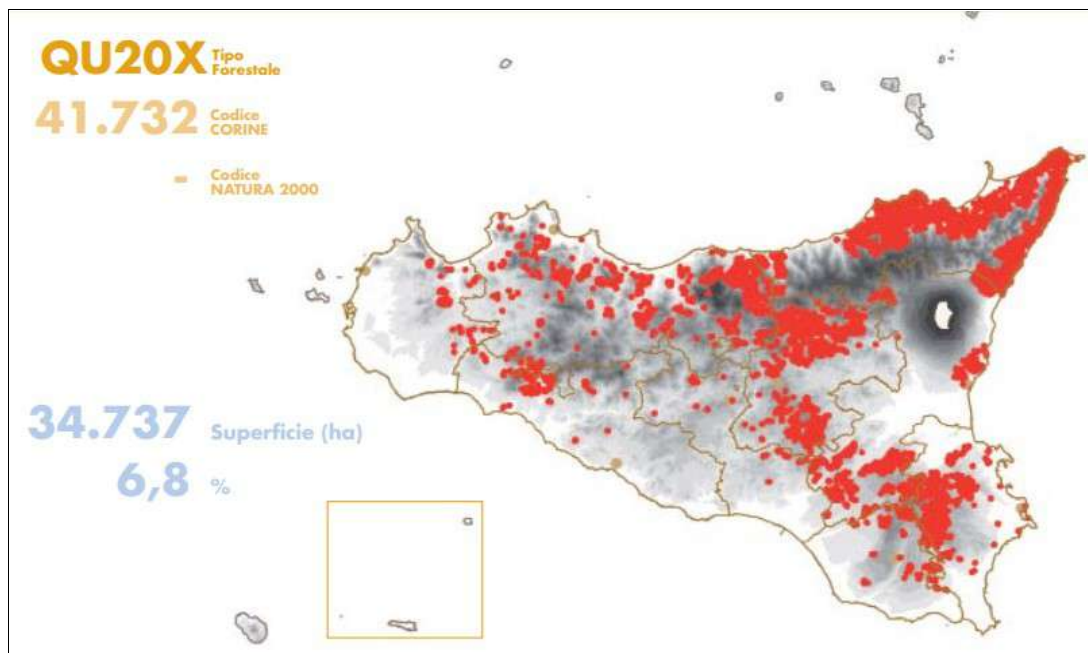 QU20X Tipo
Forestale
41.732 Codice
CORINE
- Codice
NATURA 2000
34.737 Superficie (ha)
6,8 %